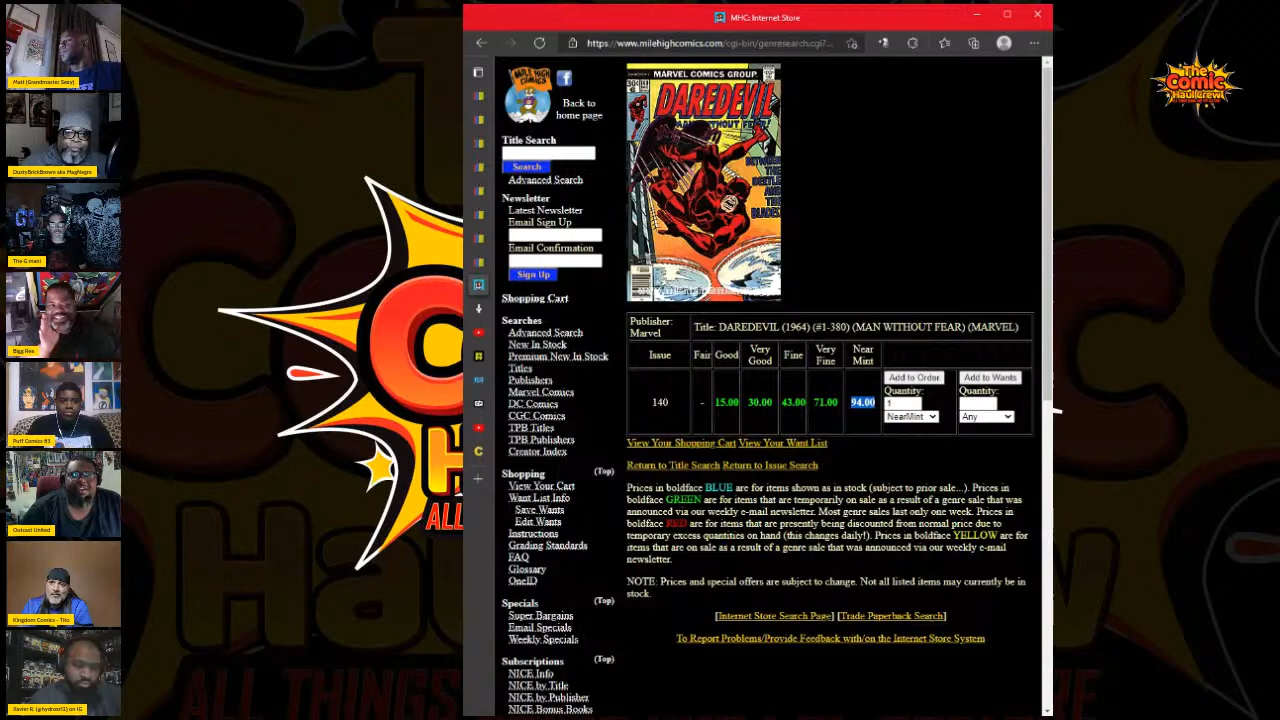 Matt (Grandmaster Sexy)
DustyBrickBrown aka MagNegro
The G mani
Bigg Ree
Puff Comics 83
Outcast United
Kingdom Comics - Tito
MHC: Internet Store
https://www.milehighcomics.com/cgi-bin/genresearch.cgi?...
MILE HIGH COMICS
Back to
home page
Title Search
Search
Advanced Search
Newsletter
Latest Newsletter
Email Sign Up
Email Confirmation
Sign Up
Shopping Cart
Searches
Advanced Search
New In Stock
Premium New In Stock
Titles
Publishers
Marvel Comics
DC Comics
CGC Comics
TPB Titles
TPB Publishers
Creator Index
Shopping (Top)
View Your Cart
Want List Info
Save Wants
Edit Wants
Instructions
Grading Standards
FAQ
Glossary
OneID
Specials (Top)
Super Bargains
Email Specials
Weekly Specials
Subscriptions (Top)
NICE Info
NICE by Title
NICE by Publisher
NICE Bonus Books
MARVEL COMICS GROUP
DAREDEVIL
Publisher:
Marvel
Title: DAREDEVIL (1964) (#1-380) (MAN WITHOUT FEAR) (MARVEL)
Issue Fair Good Very Good Fine Very Fine Near Mint
140 - 15.00 30.00 43.00 71.00 94.00
Add to Order
Quantity:
1
NearMint
Add to Wants
Quantity:
Any
View Your Shopping Cart View Your Want List
Return to Title Search Return to Issue Search
Prices in boldface BLUE are for items shown as in stock (subject to prior sale...). Prices in
boldface GREEN are for items that are temporarily on sale as a result of a genre sale that was
announced via our weekly e-mail newsletter. Most genre sales last only one week. Prices in
boldface RED are for items that are presently being discounted from normal price due to
temporary excess quantities on hand (this changes daily!). Prices in boldface YELLOW are for
items that are on sale as a result of a genre sale that was announced via our weekly e-mail
newsletter.
NOTE: Prices and special offers are subject to change. Not all listed items may currently be in
stock.
[Internet Store Search Page] [Trade Paperback Search]
To Report Problems/Provide Feedback with/on the Internet Store System
The
Comic
Haul Crew